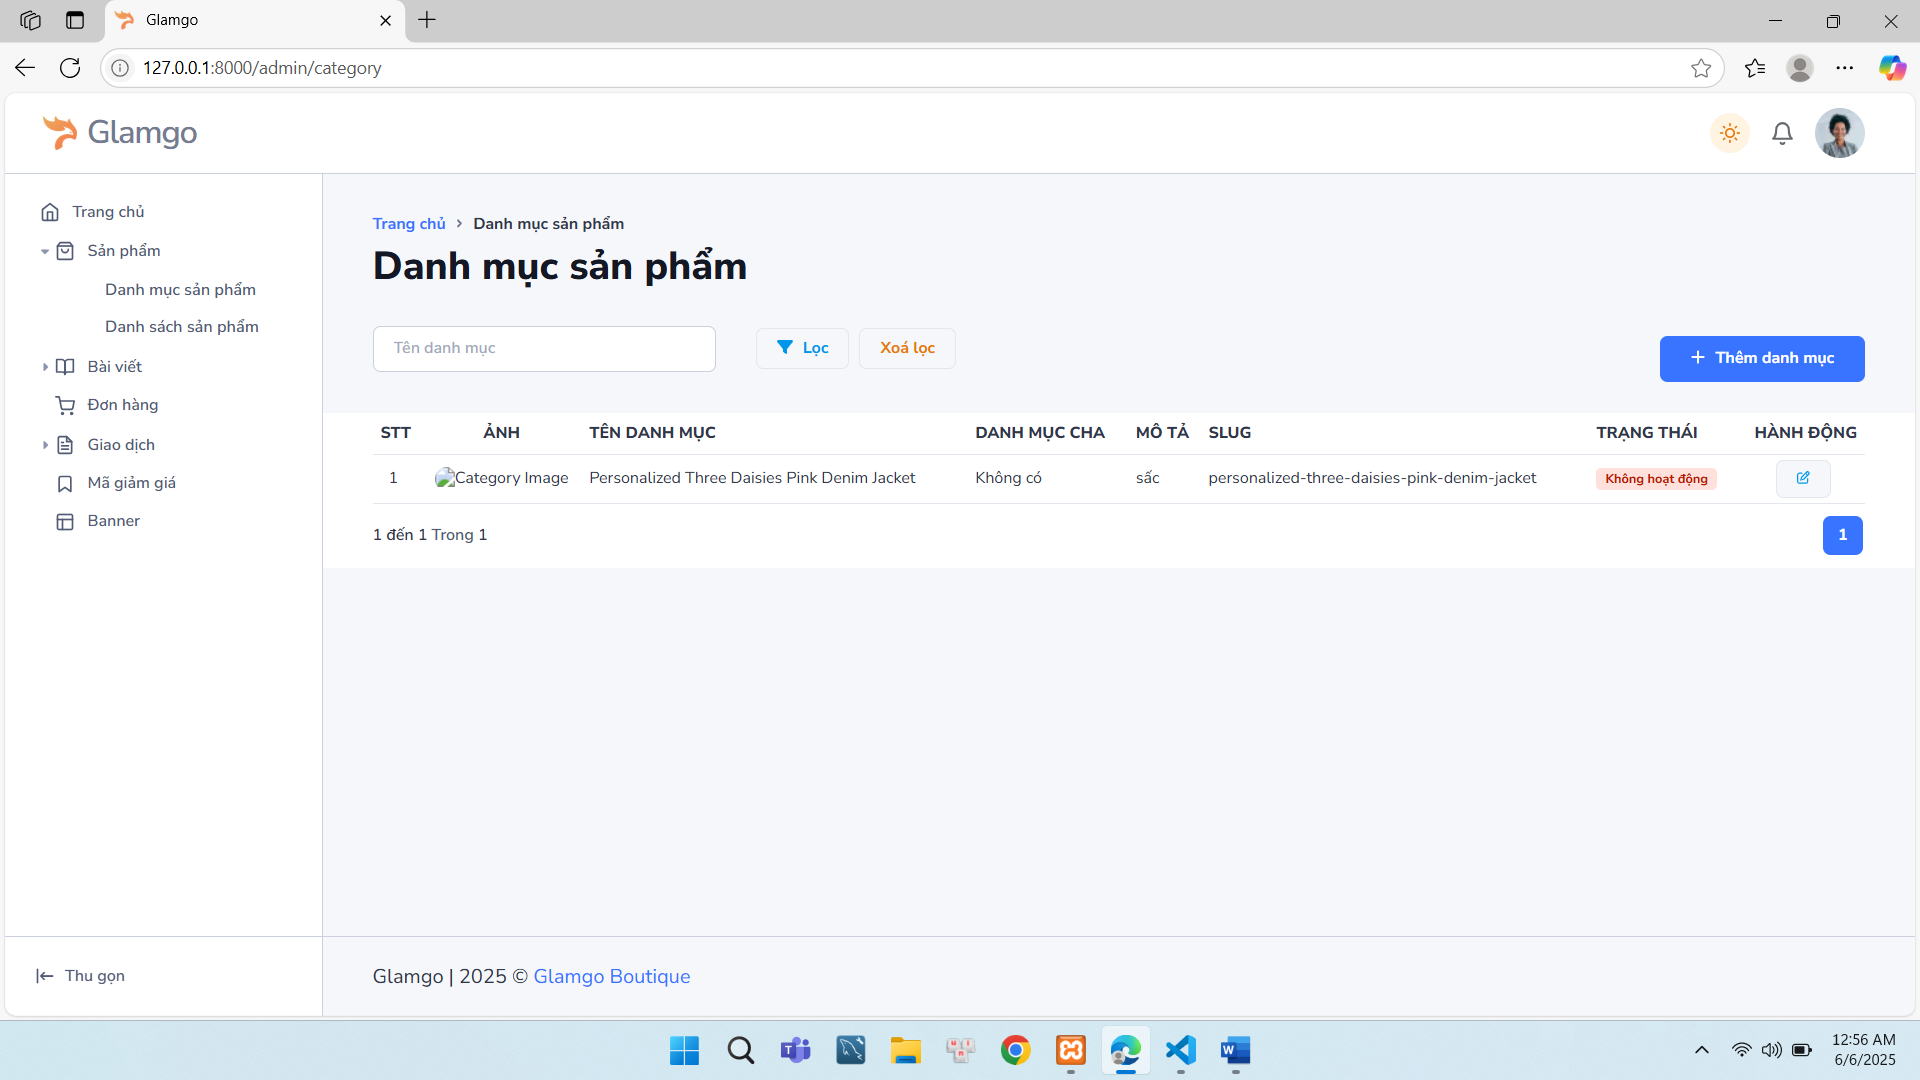 Glamgo
127.0.0.1:8000/admin/category
Glamgo
Trang chủ
Sản phẩm
Danh mục sản phẩm
Danh sách sản phẩm
Bài viết
Đơn hàng
Giao dịch
Mã giảm giá
Banner
Thu gọn
Trang chủ > Danh mục sản phẩm
Danh mục sản phẩm
Tên danh mục
Lọc
Xoá lọc
+ Thêm danh mục
STT ẢNH TÊN DANH MỤC DANH MỤC CHA MÔ TẢ SLUG TRẠNG THÁI HÀNH ĐỘNG
1 Category Image Personalized Three Daisies Pink Denim Jacket Không có sấc personalized-three-daisies-pink-denim-jacket Không hoạt động
1 đến 1 Trong 1
1
Glamgo | 2025 © Glamgo Boutique
12:56 AM
6/6/2025